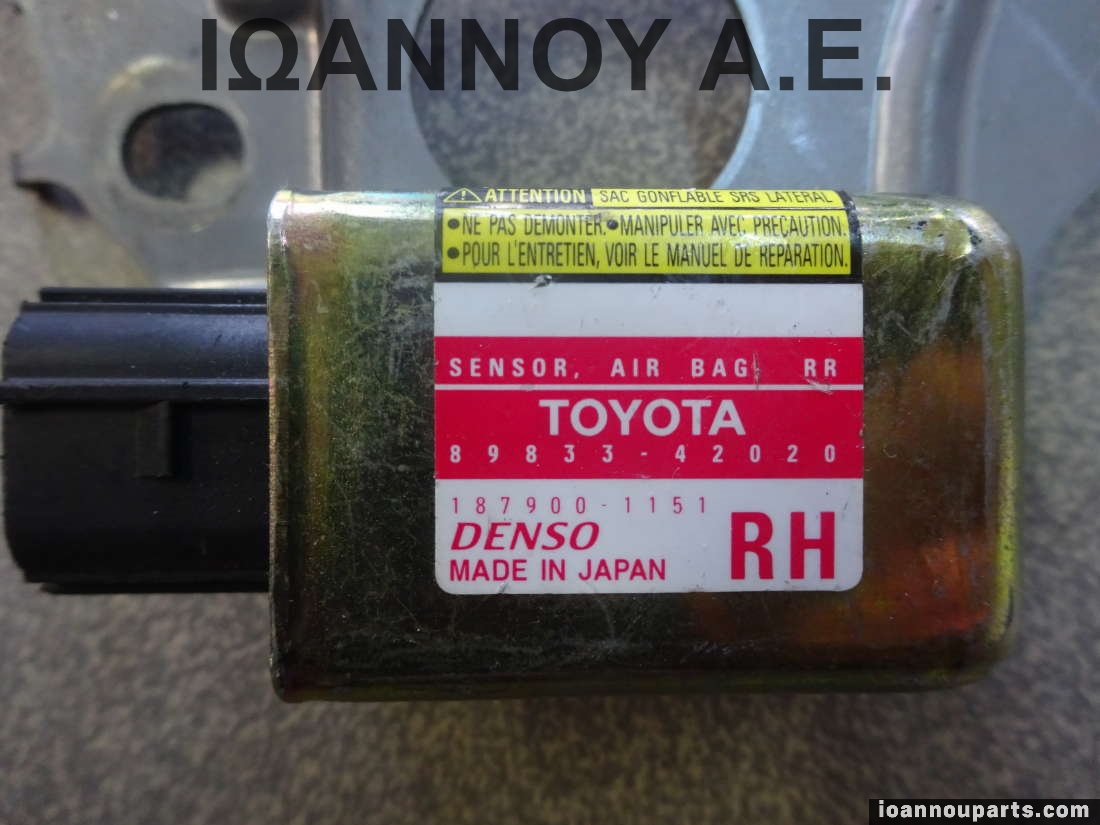 ΙΩΑΝΝΟΥ Α.Ε.
ATTENTION SAC GONFLABLE SRS LATERAL
•NE PAS DEMONTER. •MANIPULER AVEC PRECAUTION.
•POUR L'ENTRETIEN, VOIR LE MANUEL DE REPARATION.
SENSOR, AIR BAG RR
TOYOTA
89833-42020
187900-1151
DENSO
RH
MADE IN JAPAN
ioannouparts.com